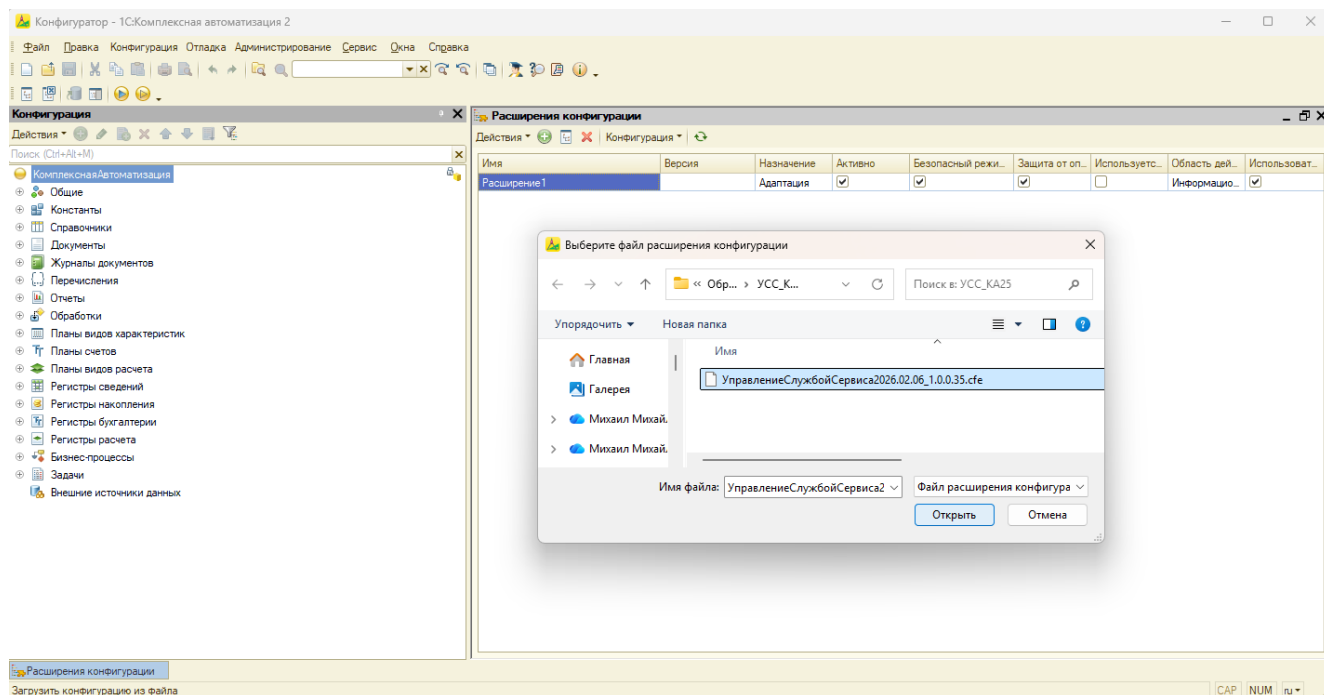 Конфигуратор - 1С:Комплексная автоматизация 2
Файл Правка Конфигурация Отладка Администрирование Сервис Окна Справка
Конфигурация
Действия
Поиск (Ctrl+Alt+M)
КомплекснаяАвтоматизация
Общие
Константы
Справочники
Документы
Журналы документов
Перечисления
Отчеты
Обработки
Планы видов характеристик
Планы счетов
Планы видов расчета
Регистры сведений
Регистры накопления
Регистры бухгалтерии
Регистры расчета
Бизнес-процессы
Задачи
Внешние источники данных
Расширения конфигурации
Действия Конфигурация
Имя Версия Назначение Активно Безопасный режи... Защита от оп... Используетс... Область дей... Использоват...
Расширение1 Адаптация Информацио...
Выберите файл расширения конфигурации
« Обр... › УСС_К... Поиск в: УСС_КА25
Упорядочить Новая папка
Главная
Галерея
Михаил Михай.
Михаил Михай.
Имя
УправлениеСлужбойСервиса2026.02.06_1.0.0.35.cfe
Имя файла: УправлениеСлужбойСервиса2 Файл расширения конфигура
Открыть Отмена
Расширения конфигурации
Загрузить конфигурацию из файла CAP NUM ru